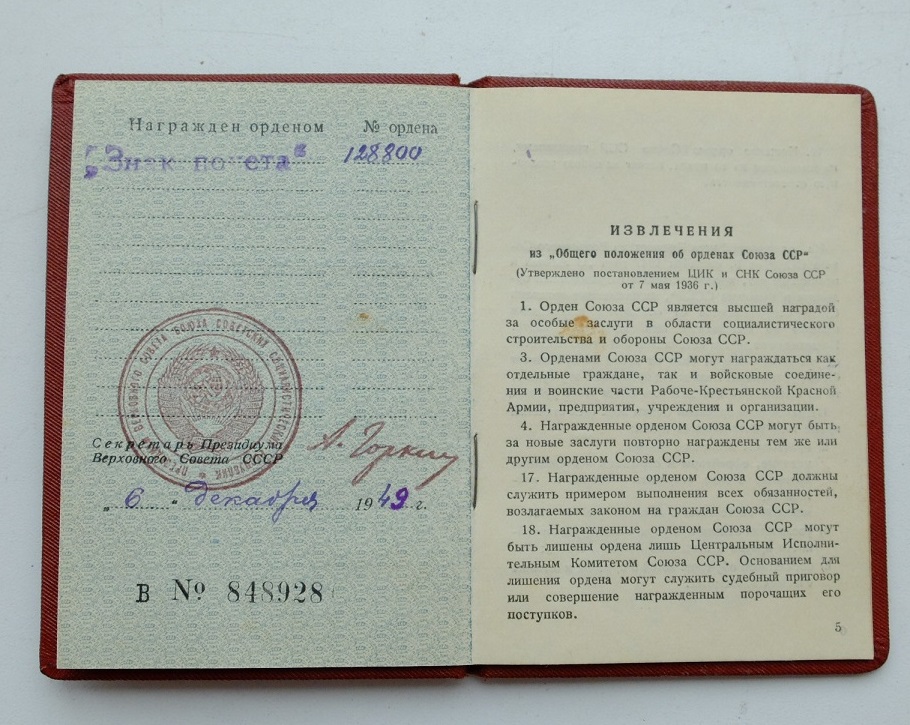 Награжден орденом № ордена
„Знак почета“ 128800
Секретарь Президиума
Верховного Совета СССР
А. Горкин
„6“ декабря 1949 г.
В № 848928
ИЗВЛЕЧЕНИЯ
из „Общего положения об орденах Союза ССР“
(Утверждено постановлением ЦИК и СНК Союза ССР
от 7 мая 1936 г.)
1. Орден Союза ССР является высшей наградой
за особые заслуги в области социалистического
строительства и обороны Союза ССР.
3. Орденами Союза ССР могут награждаться как
отдельные граждане, так и войсковые соедине-
ния и воинские части Рабоче-Крестьянской Красной
Армии, предприятия, учреждения и организации.
4. Награжденные орденом Союза ССР могут быть
за новые заслуги повторно награждены тем же или
другим орденом Союза ССР.
17. Награжденные орденом Союза ССР должны
служить примером выполнения всех обязанностей,
возлагаемых законом на граждан Союза ССР.
18. Награжденные орденом Союза ССР могут
быть лишены ордена лишь Центральным Исполни-
тельным Комитетом Союза ССР. Основанием для
лишения ордена могут служить судебный приговор
или совершение награжденным порочащих его
поступков.
5
ВЕРХОВНОГО СОВЕТА СОЮЗА СОВЕТСКИХ СОЦИАЛИСТИЧЕСКИХ